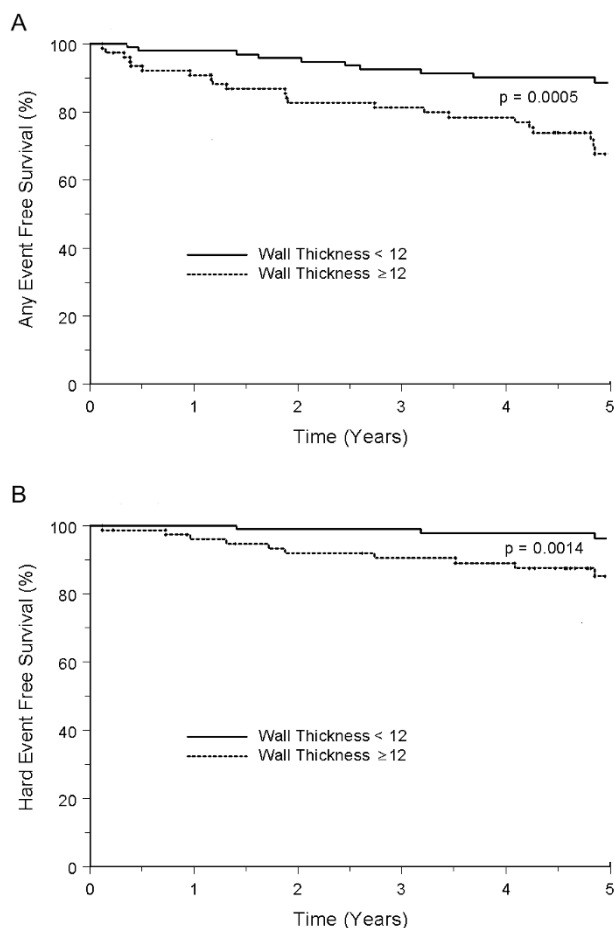 A
Any Event Free Survival (%)
100
80
60
40
20
0
p = 0.0005
Wall Thickness < 12
Wall Thickness ≥12
0 1 2 3 4 5
Time (Years)
B
Hard Event Free Survival (%)
100
80
60
40
20
0
p = 0.0014
Wall Thickness < 12
Wall Thickness ≥12
0 1 2 3 4 5
Time (Years)